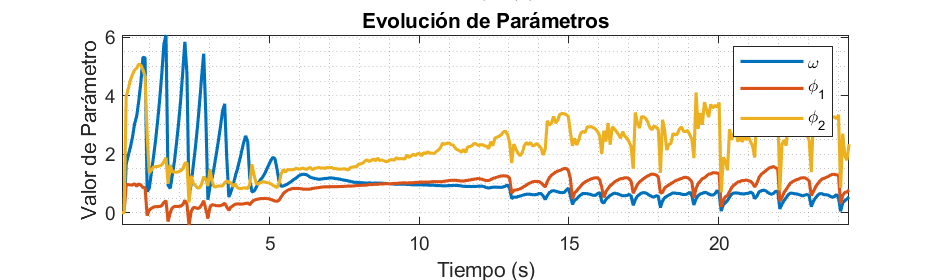 Evolución de Parámetros
Valor de Parámetro
6
4
2
0
ω
ϕ1
ϕ2
5
10
15
20
Tiempo (s)